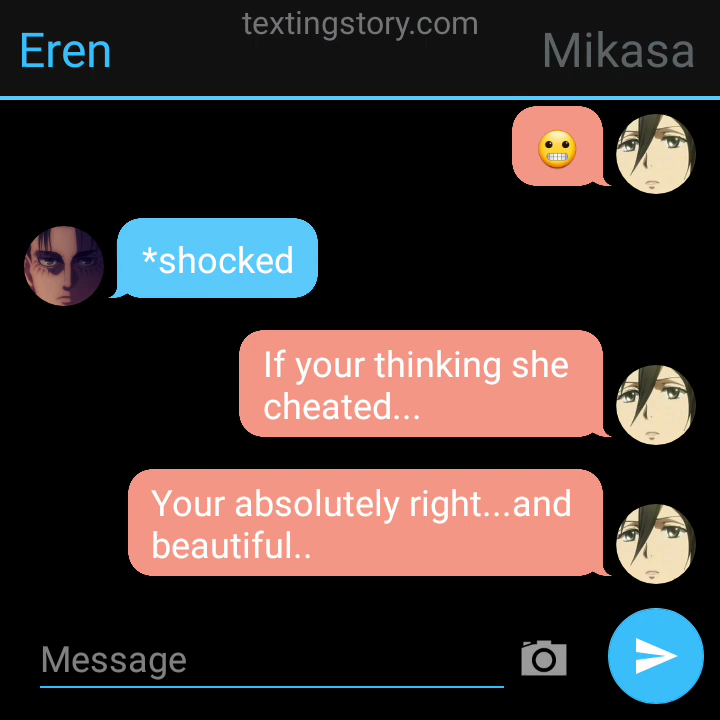 textingstory.com
Eren
Mikasa
😬
*shocked
If your thinking she
cheated...
Your absolutely right...and
beautiful..
Message